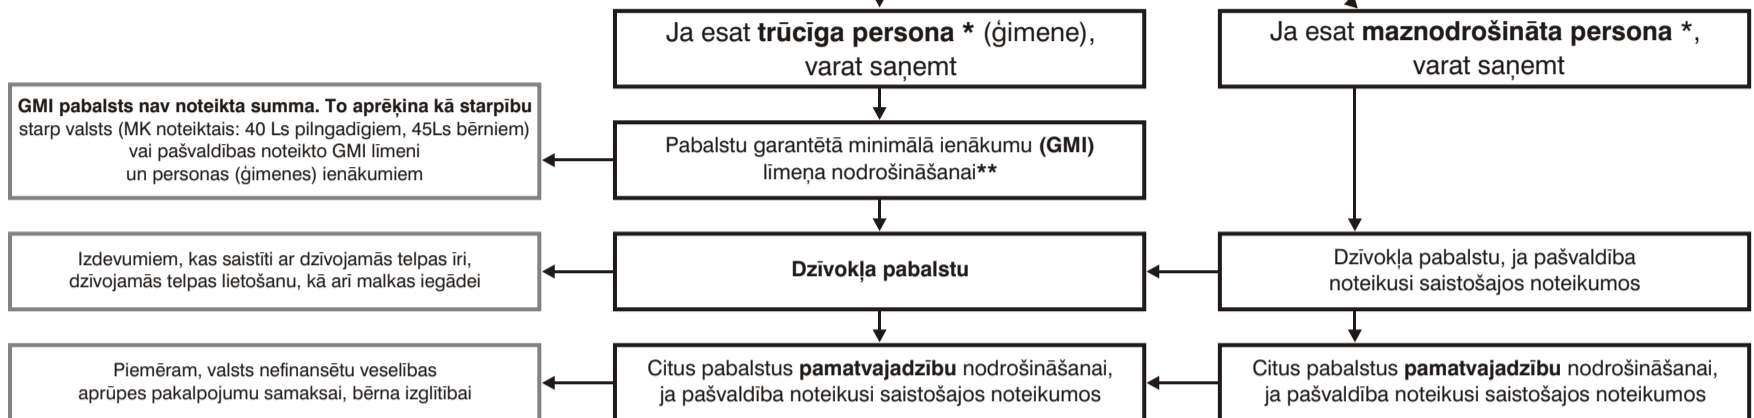 Ja esat trūcīga persona * (ģimene),
varat saņemt
Ja esat maznodrošināta persona *,
varat saņemt
GMI pabalsts nav noteikta summa. To aprēķina kā starpību
starp valsts (MK noteiktais: 40 Ls pilngadīgiem, 45Ls bērniem)
vai pašvaldības noteikto GMI līmeni
un personas (ģimenes) ienākumiem
Pabalstu garantētā minimālā ienākumu (GMI)
līmeņa nodrošināšanai**
Izdevumiem, kas saistīti ar dzīvojamās telpas īri,
dzīvojamās telpas lietošanu, kā arī malkas iegādei
Dzīvokļa pabalstu
Dzīvokļa pabalstu, ja pašvaldība
noteikusi saistošajos noteikumos
Piemēram, valsts nefinansētu veselības
aprūpes pakalpojumu samaksai, bērna izglītībai
Citus pabalstus pamatvajadzību nodrošināšanai,
ja pašvaldība noteikusi saistošajos noteikumos
Citus pabalstus pamatvajadzību nodrošināšanai,
ja pašvaldība noteikusi saistošajos noteikumos